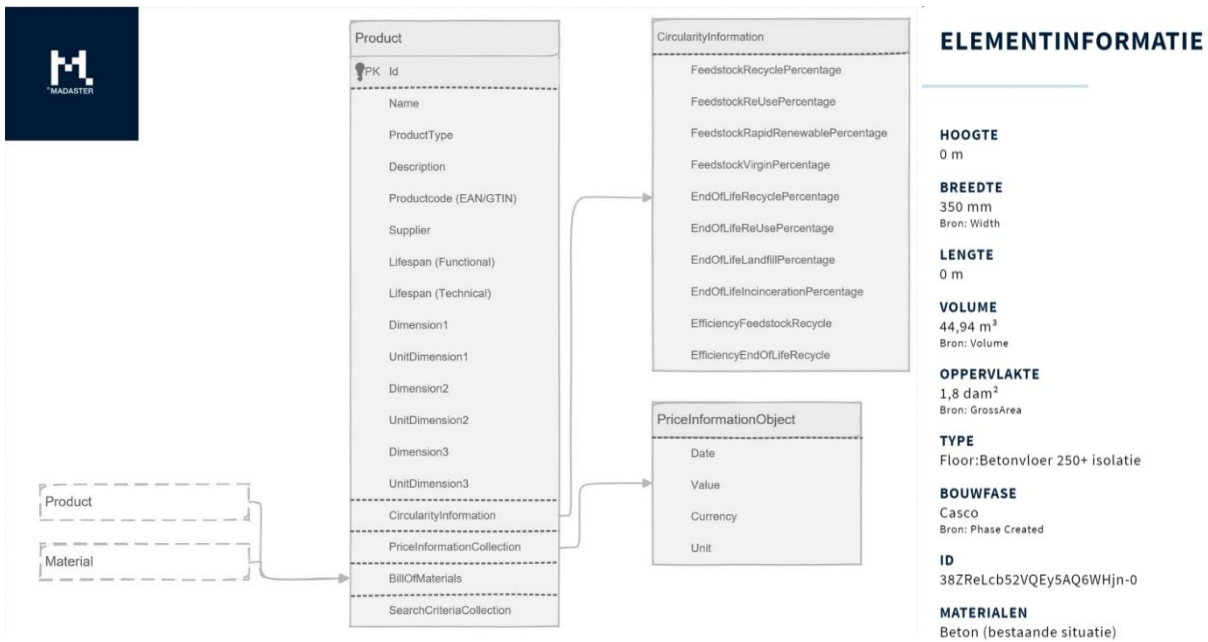 MADASTER
Product
PK Id
Name
ProductType
Description
Productcode (EAN/GTIN)
Supplier
Lifespan (Functional)
Lifespan (Technical)
Dimension1
UnitDimension1
Dimension2
UnitDimension2
Dimension3
UnitDimension3
CircularityInformation
PriceInformationCollection
BillOfMaterials
SearchCriteriaCollection
Product
Material
CircularityInformation
FeedstockRecyclePercentage
FeedstockReUsePercentage
FeedstockRapidRenewablePercentage
FeedstockVirginPercentage
EndOfLifeRecyclePercentage
EndOfLifeReUsePercentage
EndOfLifeLandfillPercentage
EndOfLifeIncincerationPercentage
EfficiencyFeedstockRecycle
EfficiencyEndOfLifeRecycle
PriceInformationObject
Date
Value
Currency
Unit
ELEMENTINFORMATIE
HOOGTE
0 m
BREEDTE
350 mm
Bron: Width
LENGTE
0 m
VOLUME
44,94 m³
Bron: Volume
OPPERVLAKTE
1,8 dam²
Bron: GrossArea
TYPE
Floor:Betonvloer 250+ isolatie
BOUWFASE
Casco
Bron: Phase Created
ID
38ZReLcb52VQEy5AQ6WHjn-0
MATERIALEN
Beton (bestaande situatie)